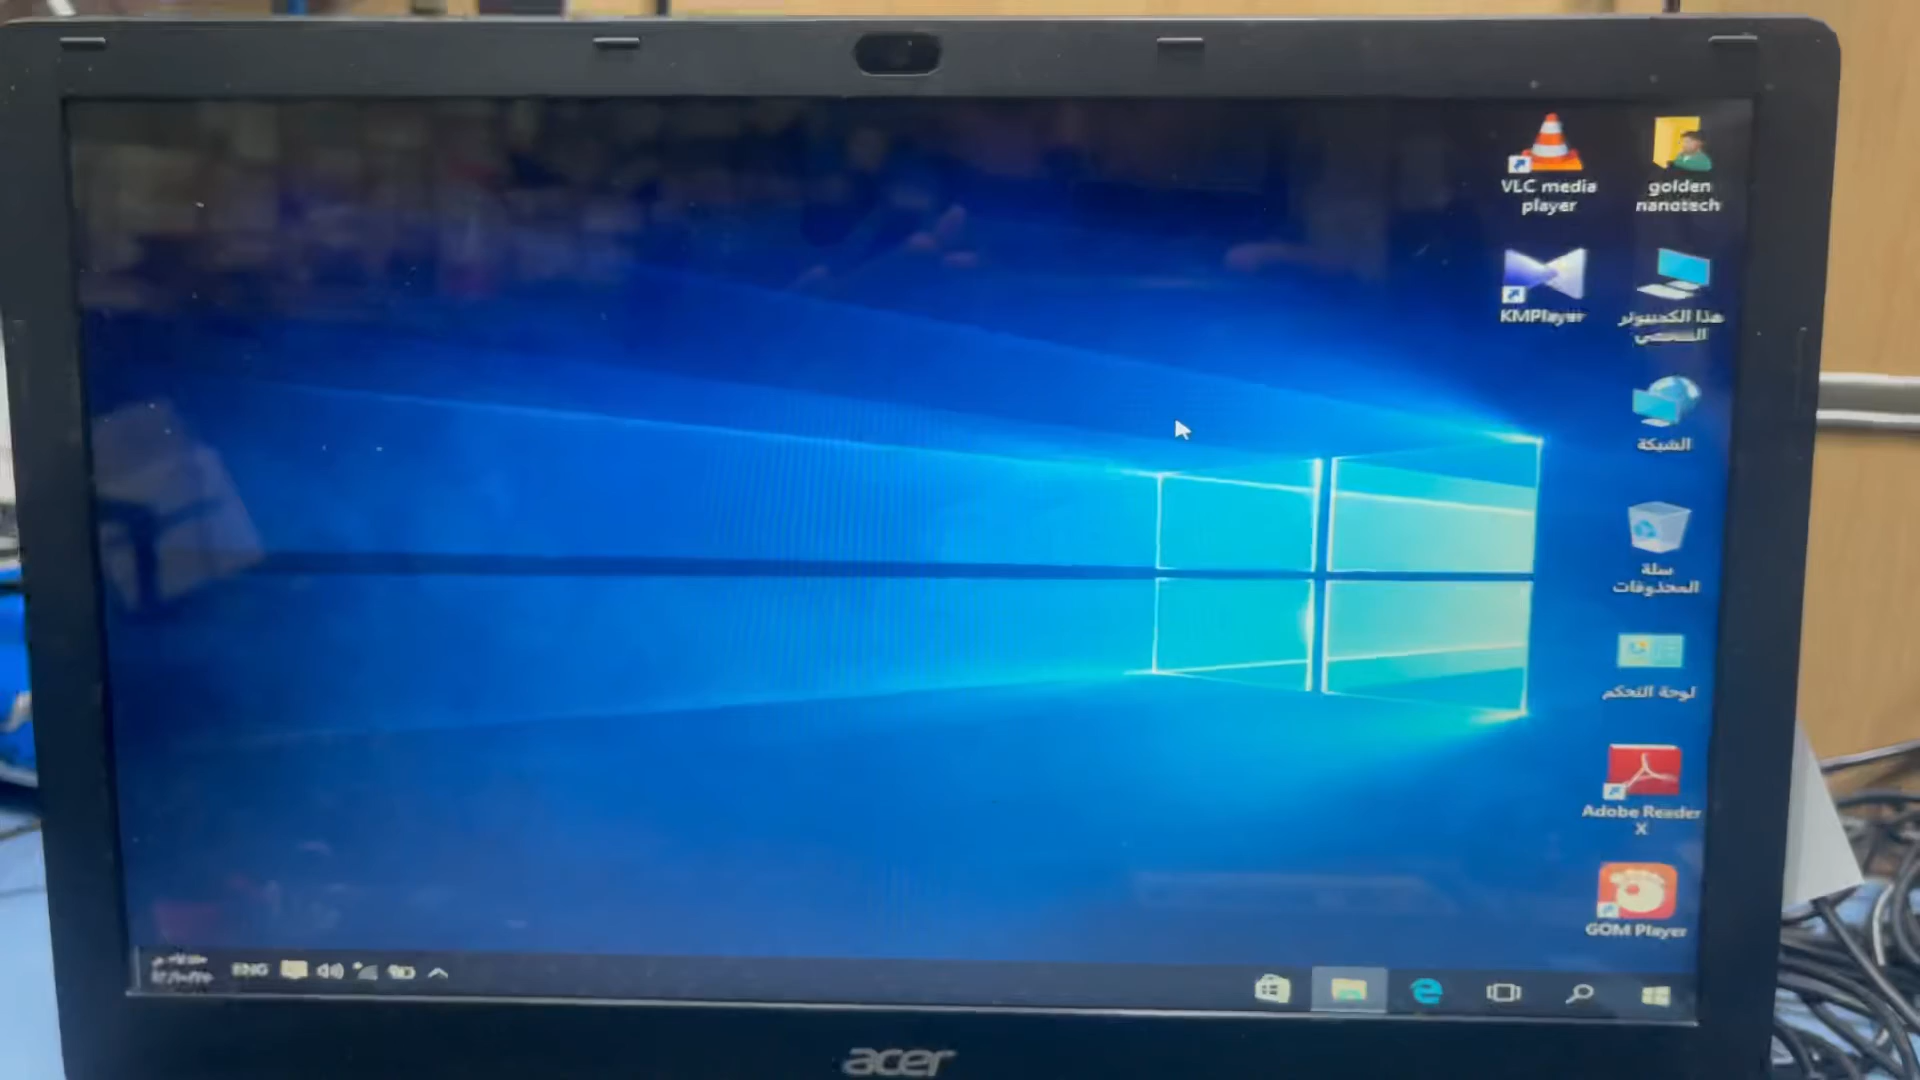 golden
nanotech
هذا الكمبيوتر
الشخصي
الشبكة
سلة
المحذوفات
لوحة التحكم
Adobe Reader
X
GOM Player
VLC media
player
KMPlayer
ENG
acer